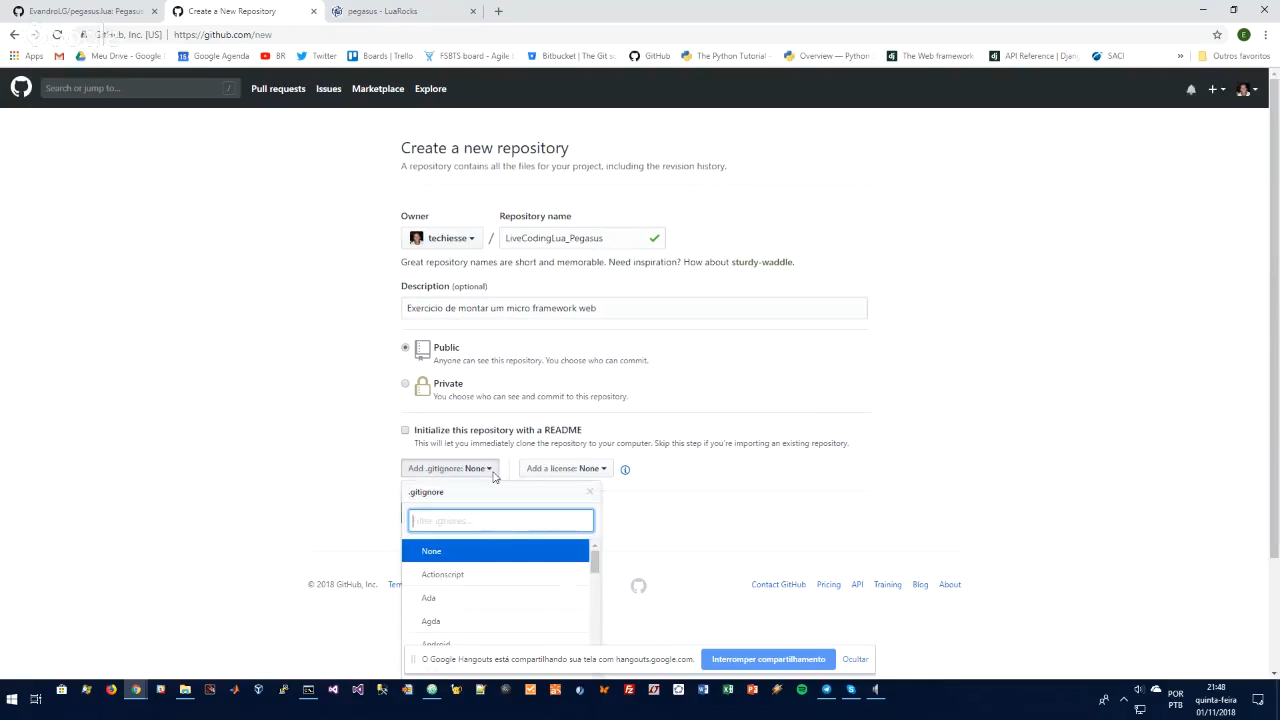 EvandroLG/pegasus.lua: Pegasus
Create a New Repository
pegasus - LuaRocks
b, Inc. [US]
https://github.com/new
E
Apps
Meu Drive - Google
Google Agenda
BR
Twitter
Boards | Trello
FSBTS board - Agile
Bitbucket | The Git s
GitHub
The Python Tutorial
Overview — Python
The Web framework
API Reference | Djan
SACI
»
Outros favoritos
Search or jump to...
/
Pull requests
Issues
Marketplace
Explore
Create a new repository
A repository contains all the files for your project, including the revision history.
Owner
Repository name
techiesse
/
LiveCodingLua_Pegasus
Great repository names are short and memorable. Need inspiration? How about sturdy-waddle.
Description (optional)
Exercicio de montar um micro framework web
Public
Anyone can see this repository. You choose who can commit.
Private
You choose who can see and commit to this repository.
Initialize this repository with a README
This will let you immediately clone the repository to your computer. Skip this step if you're importing an existing repository.
Add .gitignore: None
Add a license: None
.gitignore
Filter ignores...
None
Actionscript
Ada
Agda
Android
© 2018 GitHub, Inc.
Contact GitHub
Pricing
API
Training
Blog
About
O Google Hangouts está compartilhando sua tela com hangouts.google.com.
Interromper compartilhamento
Ocultar
POR
PTB
21:48
quinta-feira
01/11/2018